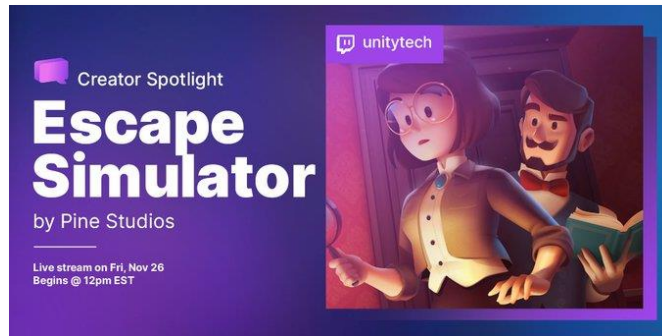 Creator Spotlight
Escape
Simulator
by Pine Studios
Live stream on Fri, Nov 26
Begins @ 12pm EST
unitytech